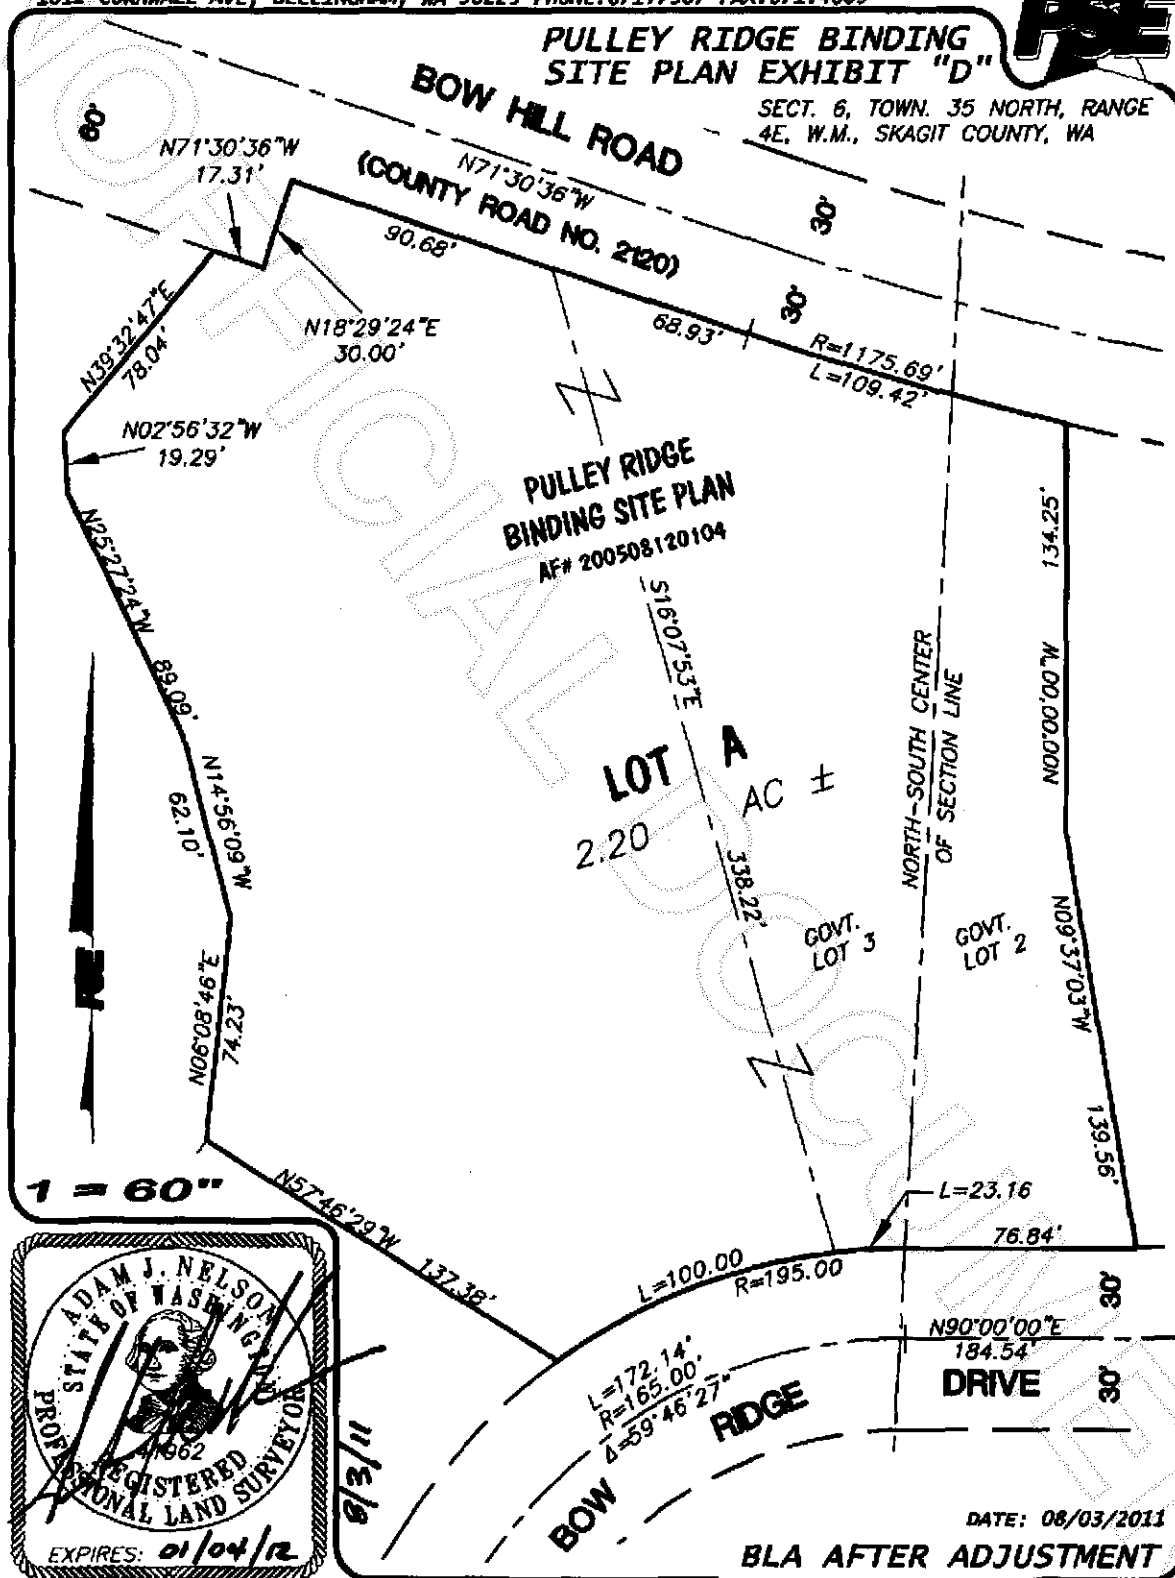 PULLEY RIDGE BINDING
SITE PLAN EXHIBIT "D"
PSE
SECT. 6, TOWN. 35 NORTH, RANGE
4E, W.M., SKAGIT COUNTY, WA
BOW HILL ROAD
N71°30'36"W
(COUNTY ROAD NO. 2120)
60'
N71°30'36"W
17.31'
90.68'
30'
30'
N18°29'24"E
30.00'
68.93'
R=1175.69'
L=109.42'
N39°32'47"E
78.04'
N02°56'32"W
19.29'
PULLEY RIDGE
BINDING SITE PLAN
AF# 200508120104
134.25'
N00°00'00"W
N25°27'24"W 89.09'
S16°07'53"E
338.22'
NORTH-SOUTH CENTER
OF SECTION LINE
LOT A
2.20 AC ±
N14°56'09"W
62.10'
GOVT.
LOT 3
GOVT.
LOT 2
N09°37'03"W
139.56'
N06°08'46"E
74.23'
1 = 60"
N57°46'29"W 137.38'
L=23.16
76.84'
L=100.00
R=195.00
30'
N90°00'00"E
184.54'
30'
L=172.14'
R=165.00'
Δ=59°46'27"
BOW RIDGE DRIVE
ADAM J. NELSON
STATE OF WASHINGTON
41962
REGISTERED
PROFESSIONAL LAND SURVEYOR
EXPIRES: 01/04/12
8/3/11
DATE: 08/03/2011
BLA AFTER ADJUSTMENT
UNOFFICIAL DOCUMENT